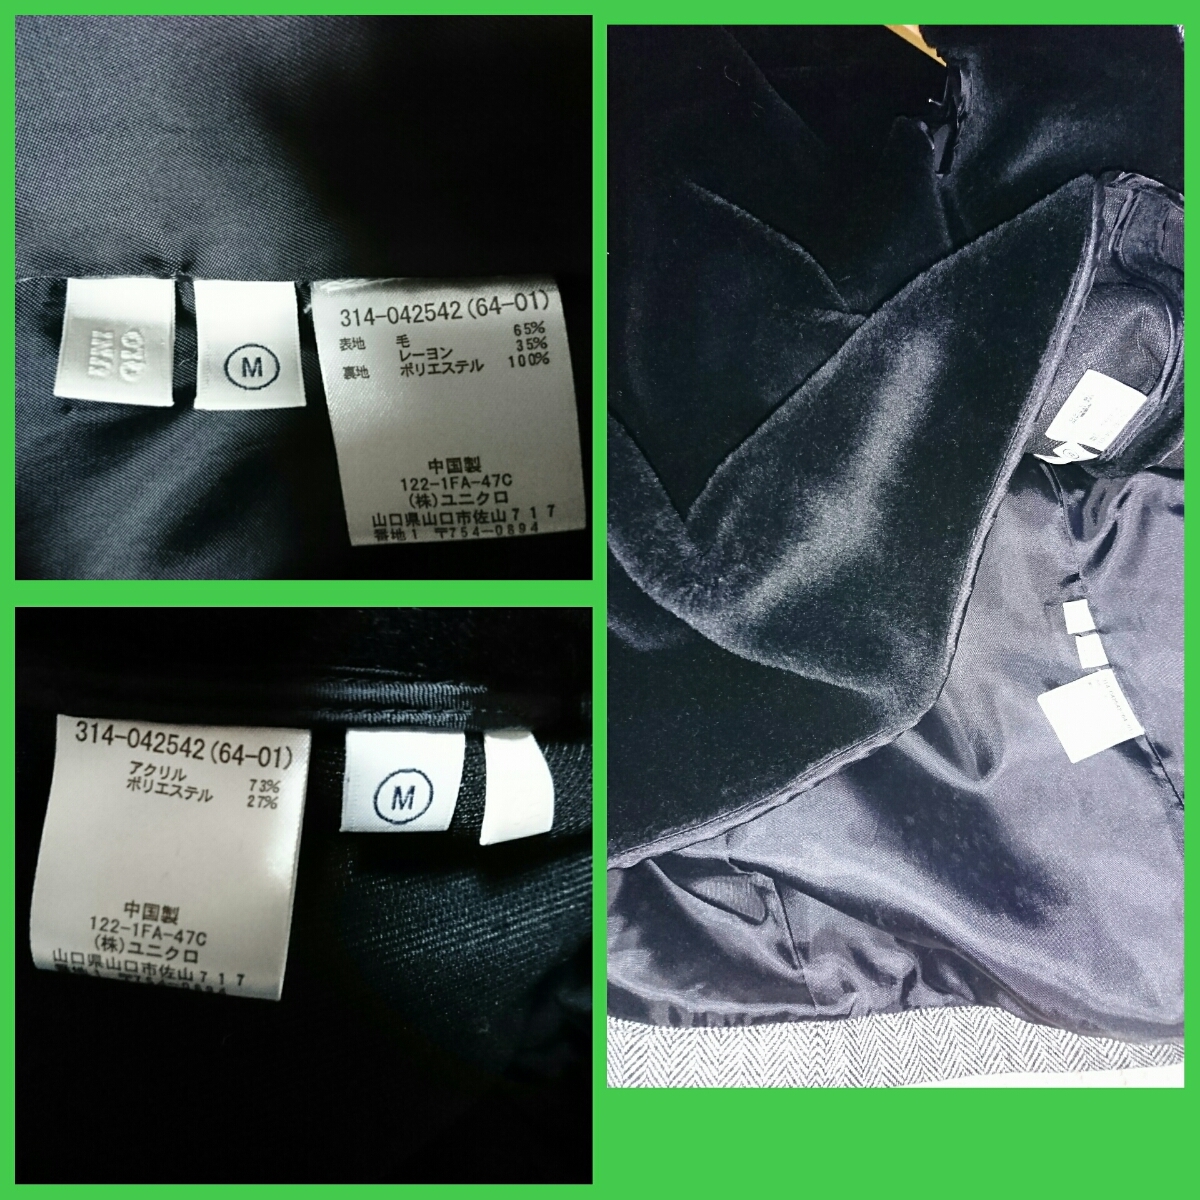 UNI
QLO
M
314-042542(64-01)
表地 毛 65%
レーヨン 35%
裏地 ポリエステル 100%
中国製
122-1FA-47C
(株)ユニクロ
山口県山口市佐山717
番地1 〒754-0894
314-042542(64-01)
アクリル 73%
ポリエステル 27%
中国製
122-1FA-47C
(株)ユニクロ
山口県山口市佐山717
M